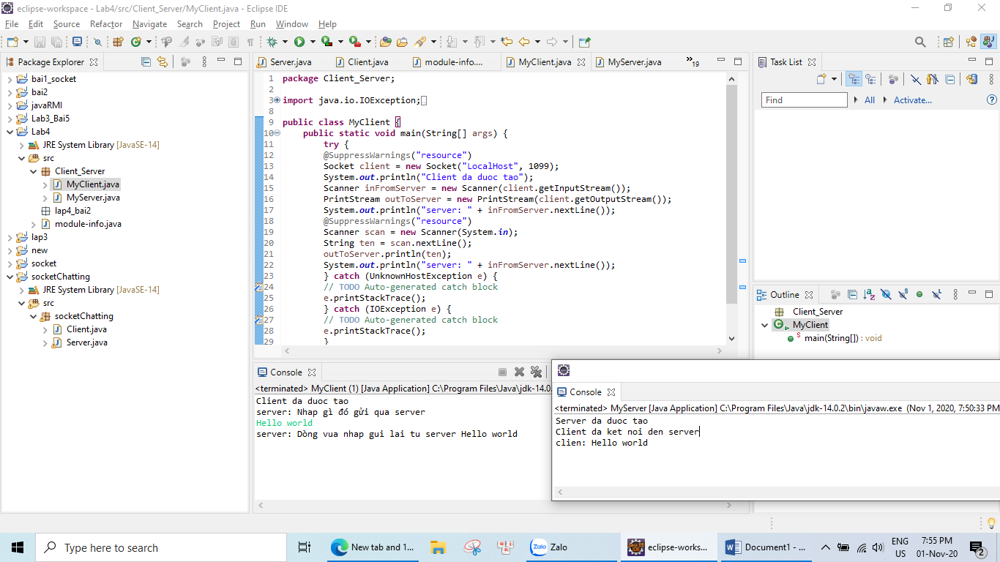 eclipse-workspace - Lab4/src/Client_Server/MyClient.java - Eclipse IDE
File Edit Source Refactor Navigate Search Project Run Window Help
Package Explorer
bai1_socket
bai2
javaRMI
Lab3_Bai5
Lab4
JRE System Library [JavaSE-14]
src
Client_Server
MyClient.java
MyServer.java
lap4_bai2
module-info.java
lap3
new
socket
socketChatting
JRE System Library [JavaSE-14]
src
socketChatting
Client.java
Server.java
Server.java Client.java module-info.... MyClient.java MyServer.java »19
1 package Client_Server;
2
3 import java.io.IOException;
8
9 public class MyClient {
10 public static void main(String[] args) {
11 try {
12 @SuppressWarnings("resource")
13 Socket client = new Socket("LocalHost", 1099);
14 System.out.println("Client da duoc tao");
15 Scanner inFromServer = new Scanner(client.getInputStream());
16 PrintStream outToServer = new PrintStream(client.getOutputStream());
17 System.out.println("server: " + inFromServer.nextLine());
18 @SuppressWarnings("resource")
19 Scanner scan = new Scanner(System.in);
20 String ten = scan.nextLine();
21 outToServer.println(ten);
22 System.out.println("server: " + inFromServer.nextLine());
23 } catch (UnknownHostException e) {
24 // TODO Auto-generated catch block
25 e.printStackTrace();
26 } catch (IOException e) {
27 // TODO Auto-generated catch block
28 e.printStackTrace();
29 }
Task List
Find All Activate...
Outline
Client_Server
MyClient
main(String[]) : void
Console
<terminated> MyClient (1) [Java Application] C:\Program Files\Java\jdk-14.0.
Client da duoc tao
server: Nhap gì đó gửi qua server
Hello world
server: Dòng vua nhap gui lai tu server Hello world
Console
<terminated> MyServer [Java Application] C:\Program Files\Java\jdk-14.0.2\bin\javaw.exe (Nov 1, 2020, 7:50:33 PM
Server da duoc tao
Client da ket noi den server
clien: Hello world
Type here to search
New tab and 1...
Zalo
Zalo
eclipse-works...
Document1 - ...
ENG
US
7:55 PM
01-Nov-20
2